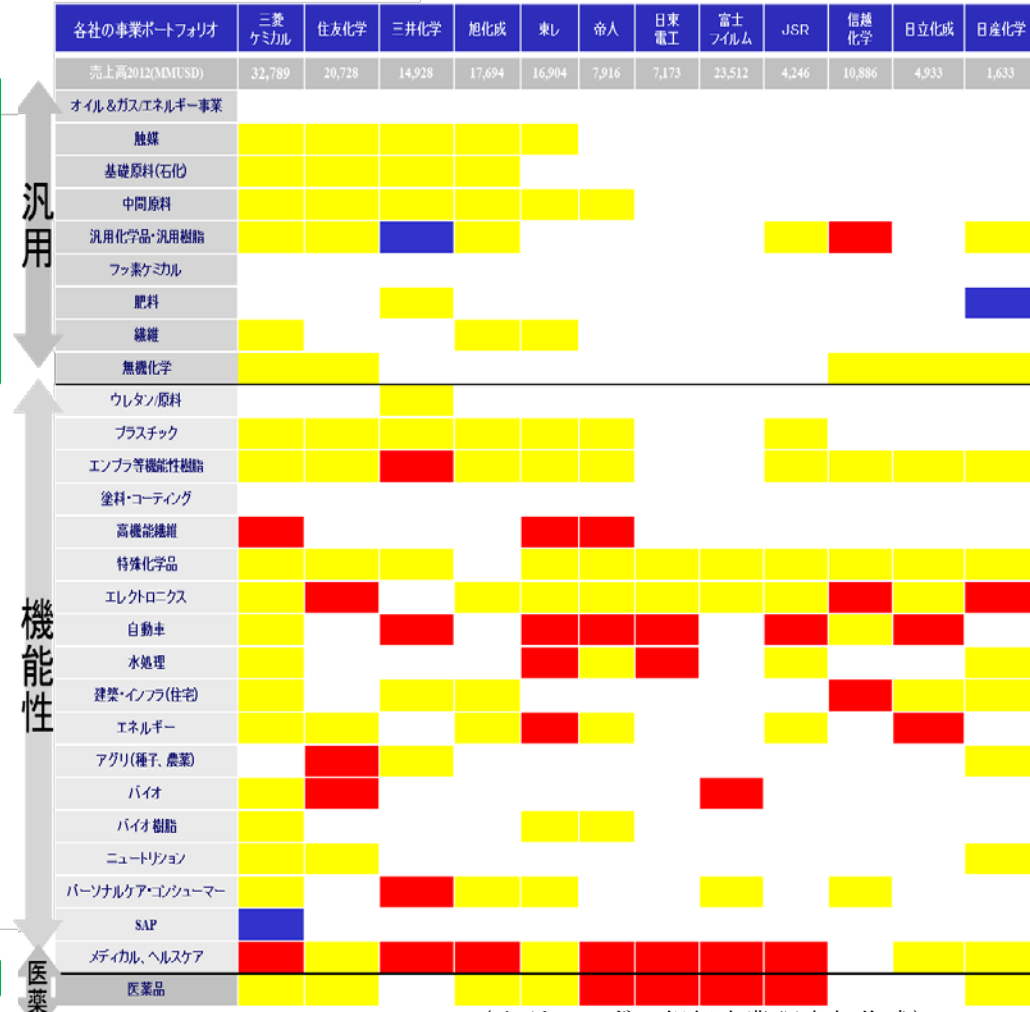 各社の事業ポートフォリオ 三菱ケミカル 住友化学 三井化学 旭化成 東レ 帝人 日東電工 富士フイルム JSR 信越化学 日立化成 日産化学
売上高2012(MMUSD) 32,789 20,728 14,928 17,694 16,904 7,916 7,173 23,512 4,246 10,886 4,933 1,633
汎用
オイル&ガス/エネルギー事業
触媒
基礎原料(石化)
中間原料
汎用化学品・汎用樹脂
フッ素ケミカル
肥料
繊維
無機化学
機能性
ウレタン/原料
プラスチック
エンプラ等機能性樹脂
塗料・コーティング
高機能繊維
特殊化学品
エレクトロニクス
自動車
水処理
建築・インフラ(住宅)
エネルギー
アグリ(種子、農薬)
バイオ
バイオ樹脂
ニュートリション
パーソナルケア・コンシューマー
SAP
メディカル、ヘルスケア
医薬
医薬品